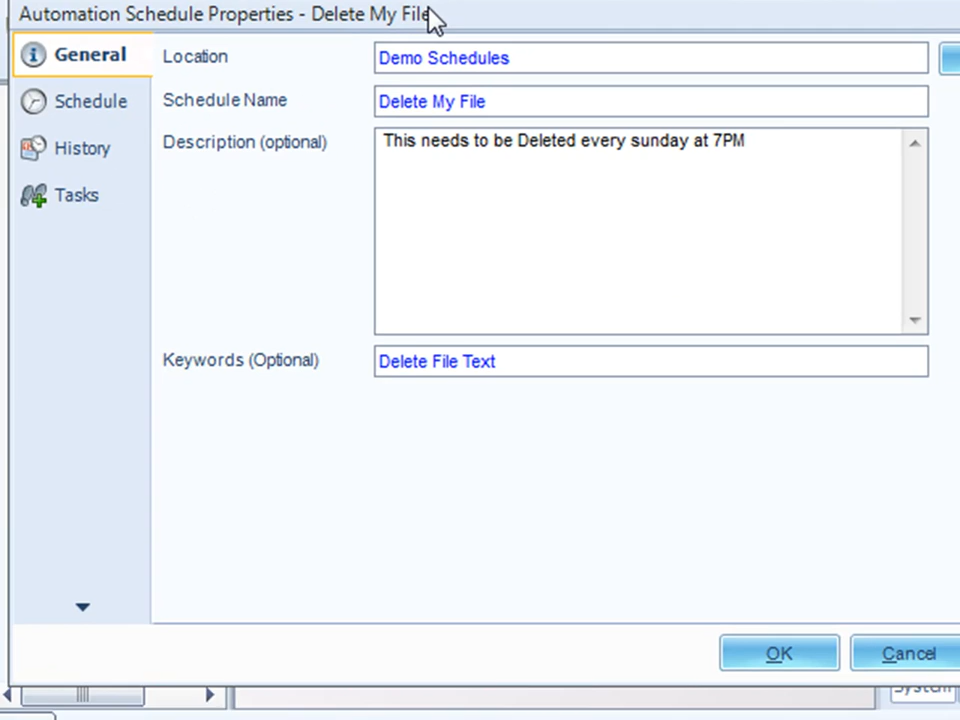 Automation Schedule Properties - Delete My File
General
Schedule
History
Tasks
Location
Demo Schedules
Schedule Name
Delete My File
Description (optional)
This needs to be Deleted every sunday at 7PM
Keywords (Optional)
Delete File Text
OK
Cancel
System